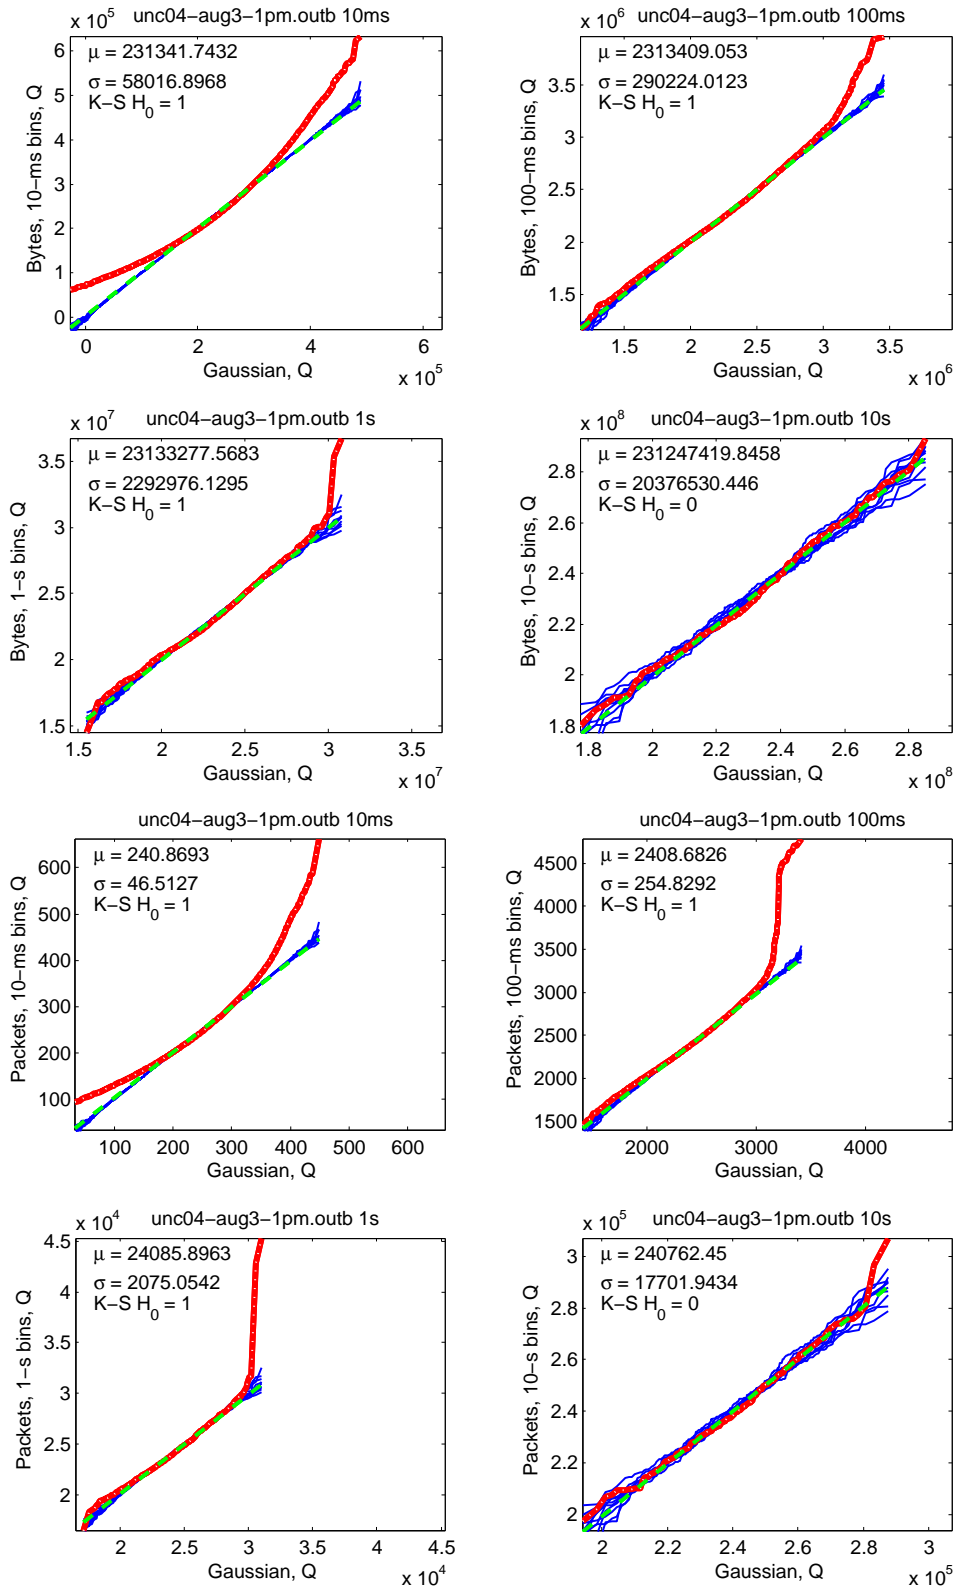 x 10^5 unc04-aug3-1pm.outb 10ms
μ = 231341.7432
σ = 58016.8968
K-S H_0 = 1
Bytes, 10-ms bins, Q
6
5
4
3
2
1
0
0 2 4 6
Gaussian, Q
x 10^5
x 10^6 unc04-aug3-1pm.outb 100ms
μ = 2313409.053
σ = 290224.0123
K-S H_0 = 1
Bytes, 100-ms bins, Q
3.5
3
2.5
2
1.5
1.5 2 2.5 3 3.5
Gaussian, Q
x 10^6
x 10^7 unc04-aug3-1pm.outb 1s
μ = 23133277.5683
σ = 2292976.1295
K-S H_0 = 1
Bytes, 1-s bins, Q
3.5
3
2.5
2
1.5
1.5 2 2.5 3 3.5
Gaussian, Q
x 10^7
x 10^8 unc04-aug3-1pm.outb 10s
μ = 231247419.8458
σ = 20376530.446
K-S H_0 = 0
Bytes, 10-s bins, Q
2.8
2.6
2.4
2.2
2
1.8
1.8 2 2.2 2.4 2.6 2.8
Gaussian, Q
x 10^8
unc04-aug3-1pm.outb 10ms
μ = 240.8693
σ = 46.5127
K-S H_0 = 1
Packets, 10-ms bins, Q
600
500
400
300
200
100
100 200 300 400 500 600
Gaussian, Q
unc04-aug3-1pm.outb 100ms
μ = 2408.6826
σ = 254.8292
K-S H_0 = 1
Packets, 100-ms bins, Q
4500
4000
3500
3000
2500
2000
1500
2000 3000 4000
Gaussian, Q
x 10^4 unc04-aug3-1pm.outb 1s
μ = 24085.8963
σ = 2075.0542
K-S H_0 = 1
Packets, 1-s bins, Q
4.5
4
3.5
3
2.5
2
2 2.5 3 3.5 4 4.5
Gaussian, Q
x 10^4
x 10^5 unc04-aug3-1pm.outb 10s
μ = 240762.45
σ = 17701.9434
K-S H_0 = 0
Packets, 10-s bins, Q
3
2.8
2.6
2.4
2.2
2
2 2.2 2.4 2.6 2.8 3
Gaussian, Q
x 10^5